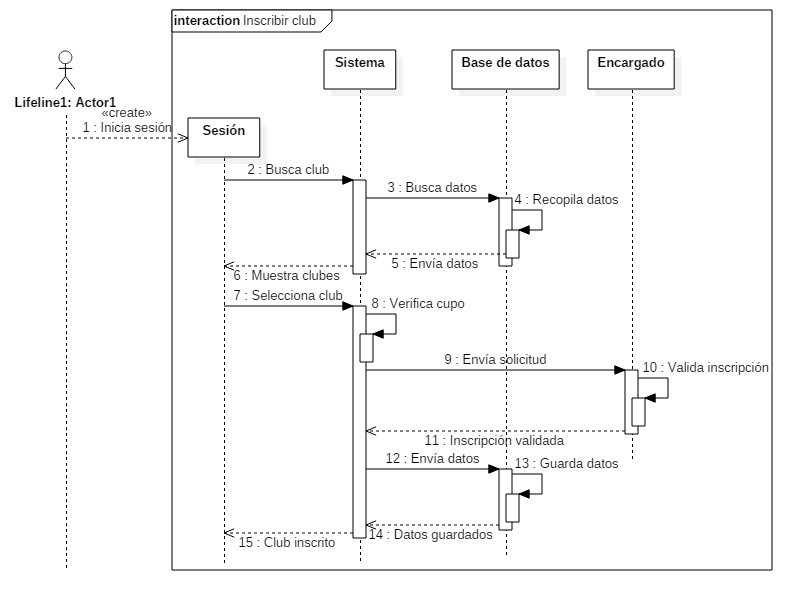 interaction Inscribir club
Sistema
Base de datos
Encargado
Lifeline1: Actor1
«create»
1 : Inicia sesión
Sesión
2 : Busca club
3 : Busca datos
4 : Recopila datos
5 : Envía datos
6 : Muestra clubes
7 : Selecciona club
8 : Verifica cupo
9 : Envía solicitud
10 : Valida inscripción
11 : Inscripción validada
12 : Envía datos
13 : Guarda datos
14 : Datos guardados
15 : Club inscrito